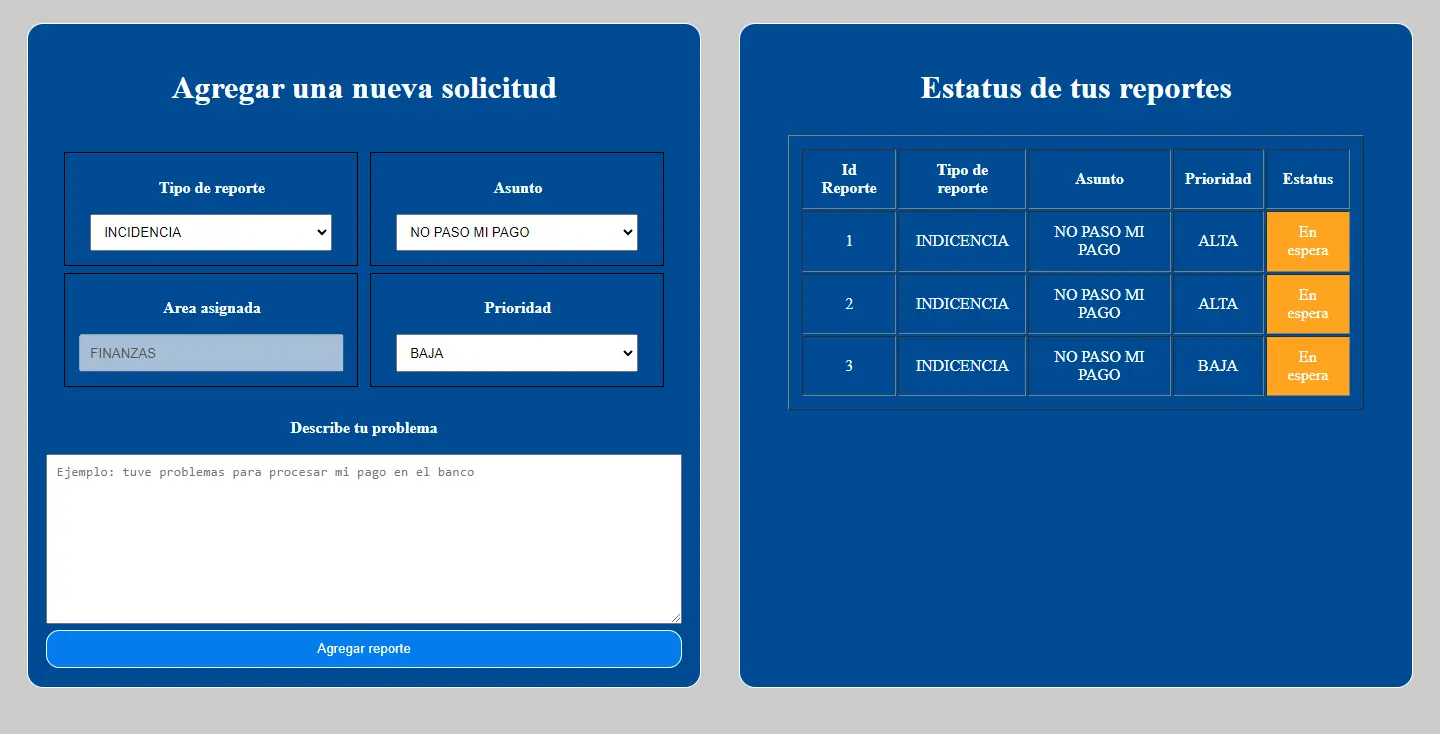 Agregar una nueva solicitud
Tipo de reporte
Asunto
INCIDENCIA
NO PASO MI PAGO
Area asignada
Prioridad
FINANZAS
BAJA
Describe tu problema
Ejemplo: tuve problemas para procesar mi pago en el banco
Agregar reporte
Estatus de tus reportes
Id
Reporte
Tipo de
reporte
Asunto
Prioridad
Estatus
1
INDICENCIA
NO PASO MI
PAGO
ALTA
En
espera
2
INDICENCIA
NO PASO MI
PAGO
ALTA
En
espera
3
INDICENCIA
NO PASO MI
PAGO
BAJA
En
espera